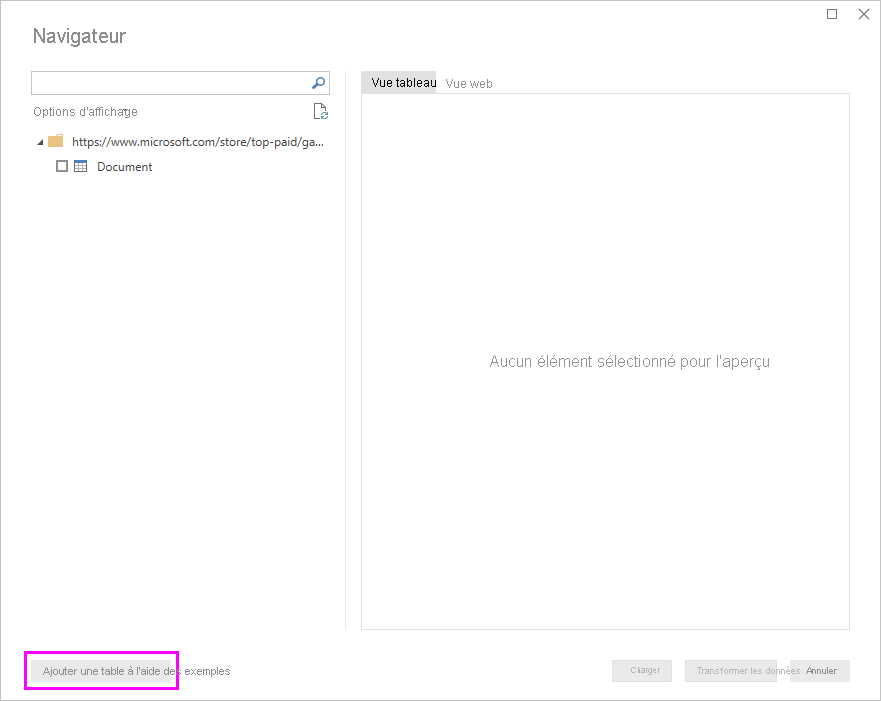 Navigateur
Options d'affichage
https://www.microsoft.com/store/top-paid/ga...
Document
Vue tableau Vue web
Aucun élément sélectionné pour l'aperçu
Ajouter une table à l'aide des exemples
Charger Transformer les données Annuler